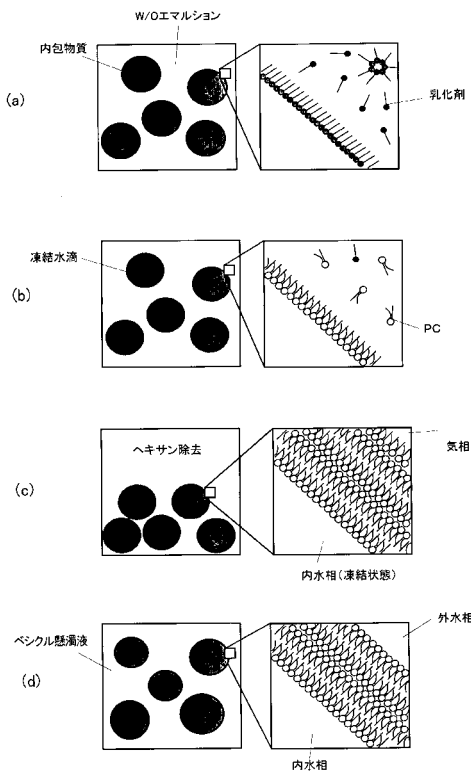 W/Oエマルション
内包物質
(a)
乳化剤
凍結水滴
(b)
PC
ヘキサン除去
気相
(c)
内水相(凍結状態)
外水相
ベシクル懸濁液
(d)
内水相